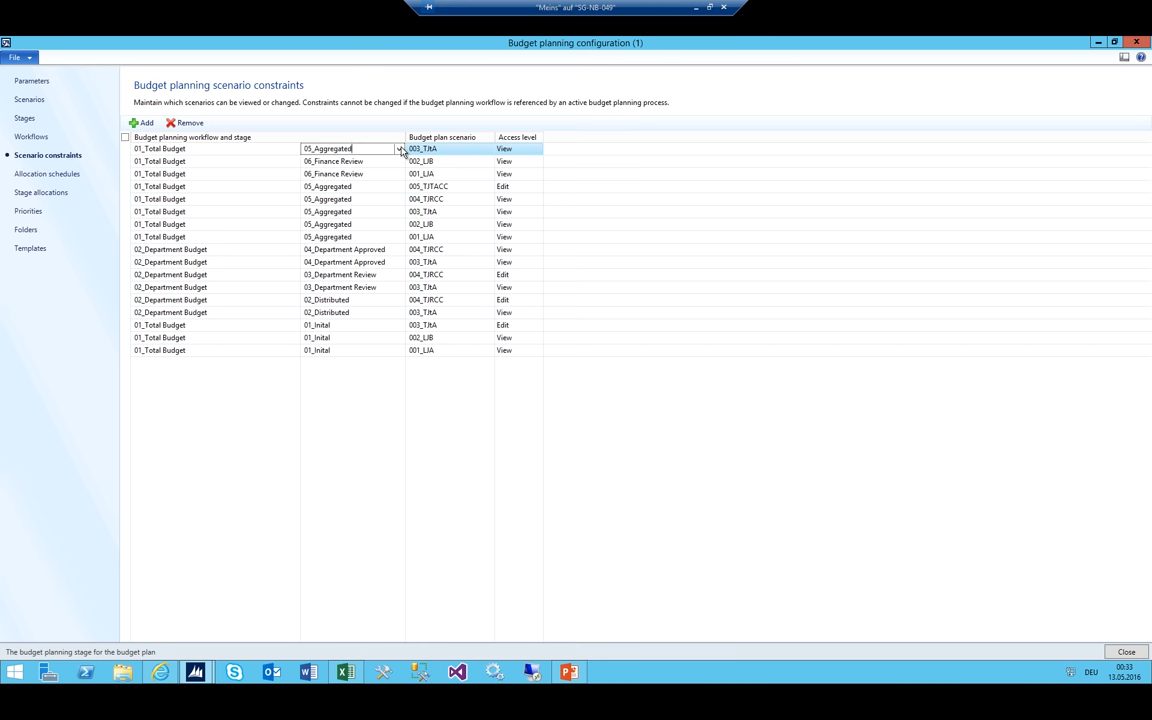 "Meins" auf "SG-NB-049"
Budget planning configuration (1)
File
Parameters
Scenarios
Stages
Workflows
Scenario constraints
Allocation schedules
Stage allocations
Priorities
Folders
Templates
Budget planning scenario constraints
Maintain which scenarios can be viewed or changed. Constraints cannot be changed if the budget planning workflow is referenced by an active budget planning process.
Add Remove
Budget planning workflow and stage Budget plan scenario Access level
01_Total Budget 05_Aggregated 003_TJtA View
01_Total Budget 06_Finance Review 002_LJB View
01_Total Budget 06_Finance Review 001_LJA View
01_Total Budget 05_Aggregated 005_TJTACC Edit
01_Total Budget 05_Aggregated 004_TJRCC View
01_Total Budget 05_Aggregated 003_TJtA View
01_Total Budget 05_Aggregated 002_LJB View
01_Total Budget 05_Aggregated 001_LJA View
02_Department Budget 04_Department Approved 004_TJRCC View
02_Department Budget 04_Department Approved 003_TJtA View
02_Department Budget 03_Department Review 004_TJRCC Edit
02_Department Budget 03_Department Review 003_TJtA View
02_Department Budget 02_Distributed 004_TJRCC Edit
02_Department Budget 02_Distributed 003_TJtA View
01_Total Budget 01_Inital 003_TJtA Edit
01_Total Budget 01_Inital 002_LJB View
01_Total Budget 01_Inital 001_LJA View
The budget planning stage for the budget plan
Close
DEU
00:33
13.05.2016